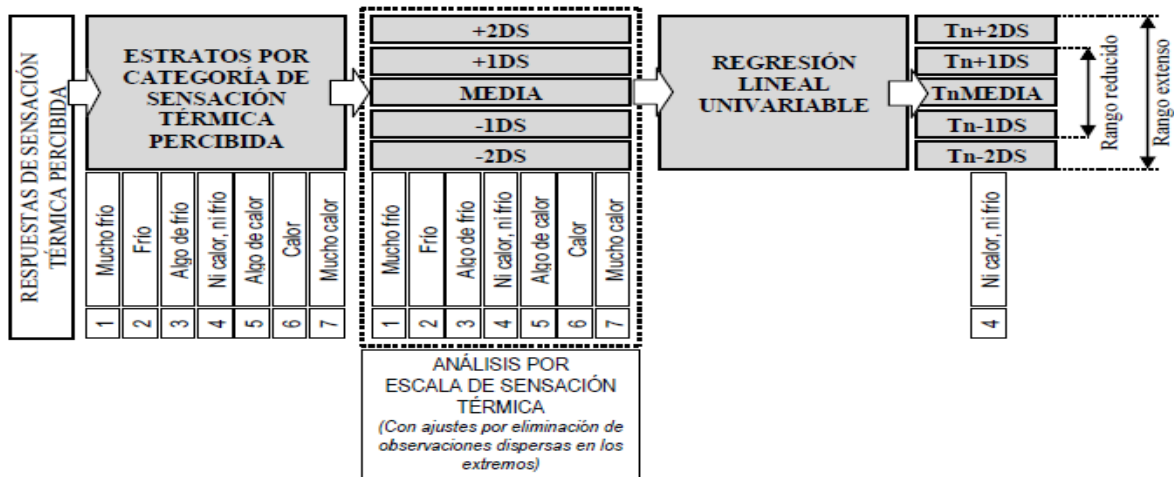 RESPUESTAS DE SENSACIÓN
TÉRMICA PERCIBIDA
ESTRATOS POR
CATEGORÍA DE
SENSACIÓN
TÉRMICA
PERCIBIDA
Mucho frío
Frío
Algo de frío
Ni calor, ni frío
Algo de calor
Calor
Mucho calor
1
2
3
4
5
6
7
+2DS
+1DS
MEDIA
-1DS
-2DS
Mucho frío
Frío
Algo de frío
Ni calor, ni frío
Algo de calor
Calor
Mucho calor
1
2
3
4
5
6
7
ANÁLISIS POR
ESCALA DE SENSACIÓN
TÉRMICA
(Con ajustes por eliminación de
observaciones dispersas en los
extremos)
REGRESIÓN
LINEAL
UNIVARIABLE
Tn+2DS
Tn+1DS
TnMEDIA
Tn-1DS
Tn-2DS
Ni calor, ni frío
4
Rango reducido
Rango extenso